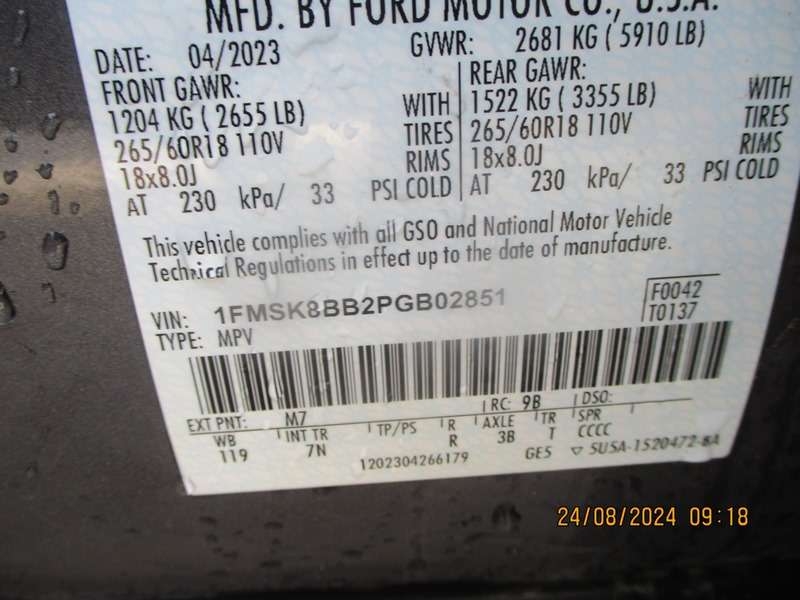 MFD. BY FORD MOTOR CO., U.S.A.
DATE: 04/2023 GVWR: 2681 KG ( 5910 LB)
FRONT GAWR: REAR GAWR:
1204 KG ( 2655 LB) WITH 1522 KG ( 3355 LB) WITH
265/60R18 110V TIRES 265/60R18 110V TIRES
18x8.0J RIMS 18x8.0J RIMS
AT 230 kPa/ 33 PSI COLD AT 230 kPa/ 33 PSI COLD
This vehicle complies with all GSO and National Motor Vehicle
Technical Regulations in effect up to the date of manufacture.
VIN: 1FMSK8BB2PGB02851 F0042
TYPE: MPV T0137
EXT PNT: M7 RC: 9B DSO:
WB INT TR TP/PS R AXLE TR SPR
119 7N R 3B T CCCC
1202304266179 GES ▽ SU5A-1520472-BA
24/08/2024 09:18